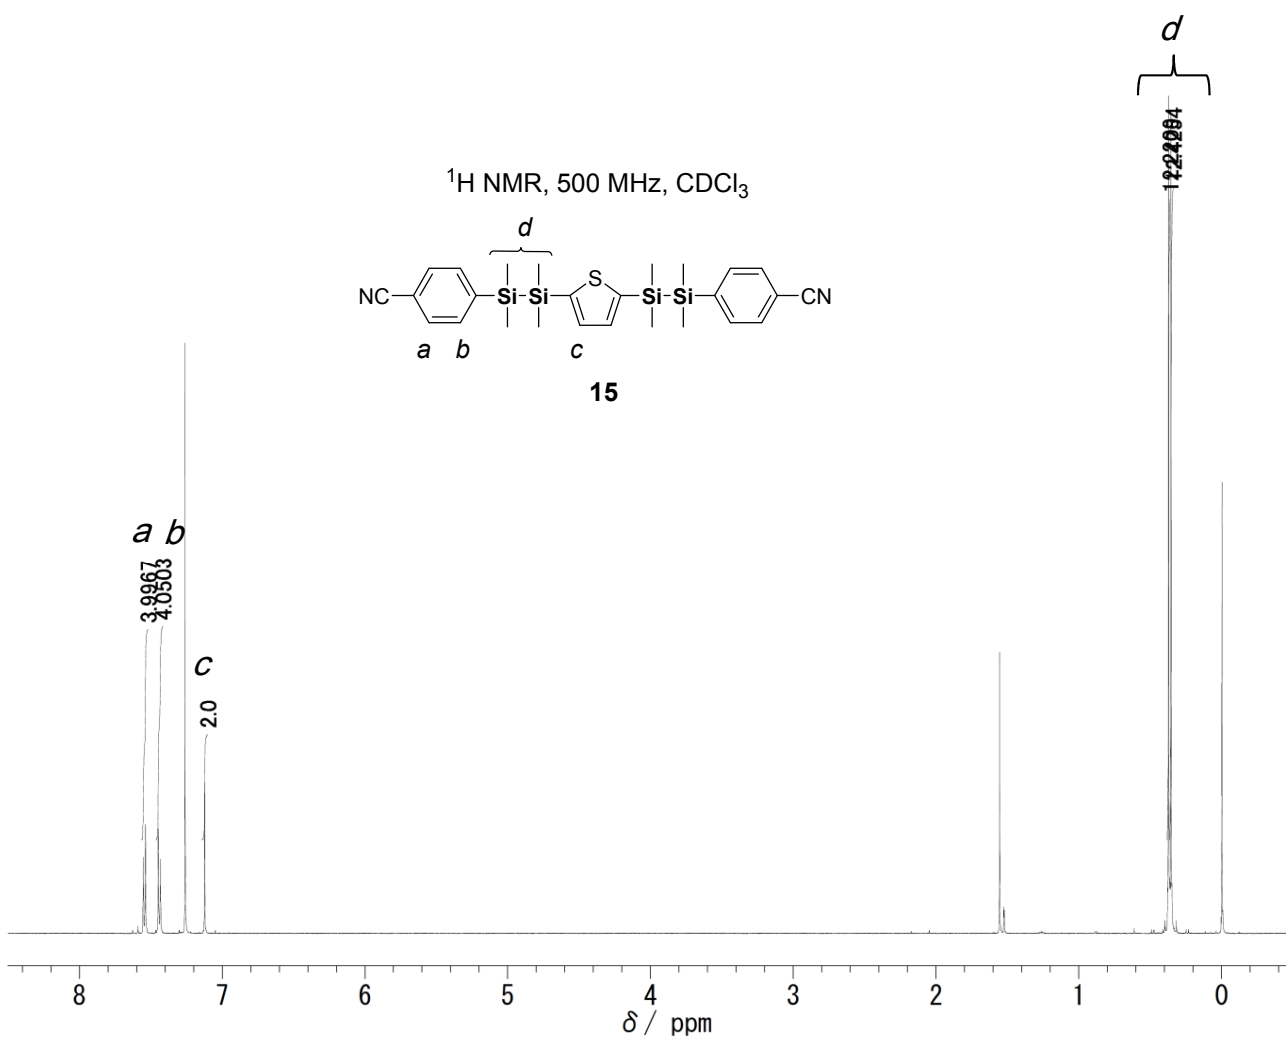 d
¹H NMR, 500 MHz, CDCl₃
d
NC Si Si S Si Si CN
a b c
15
a b
3.9967
4.0503
c
2.0
8 7 6 5 4 3 2 1 0
δ / ppm